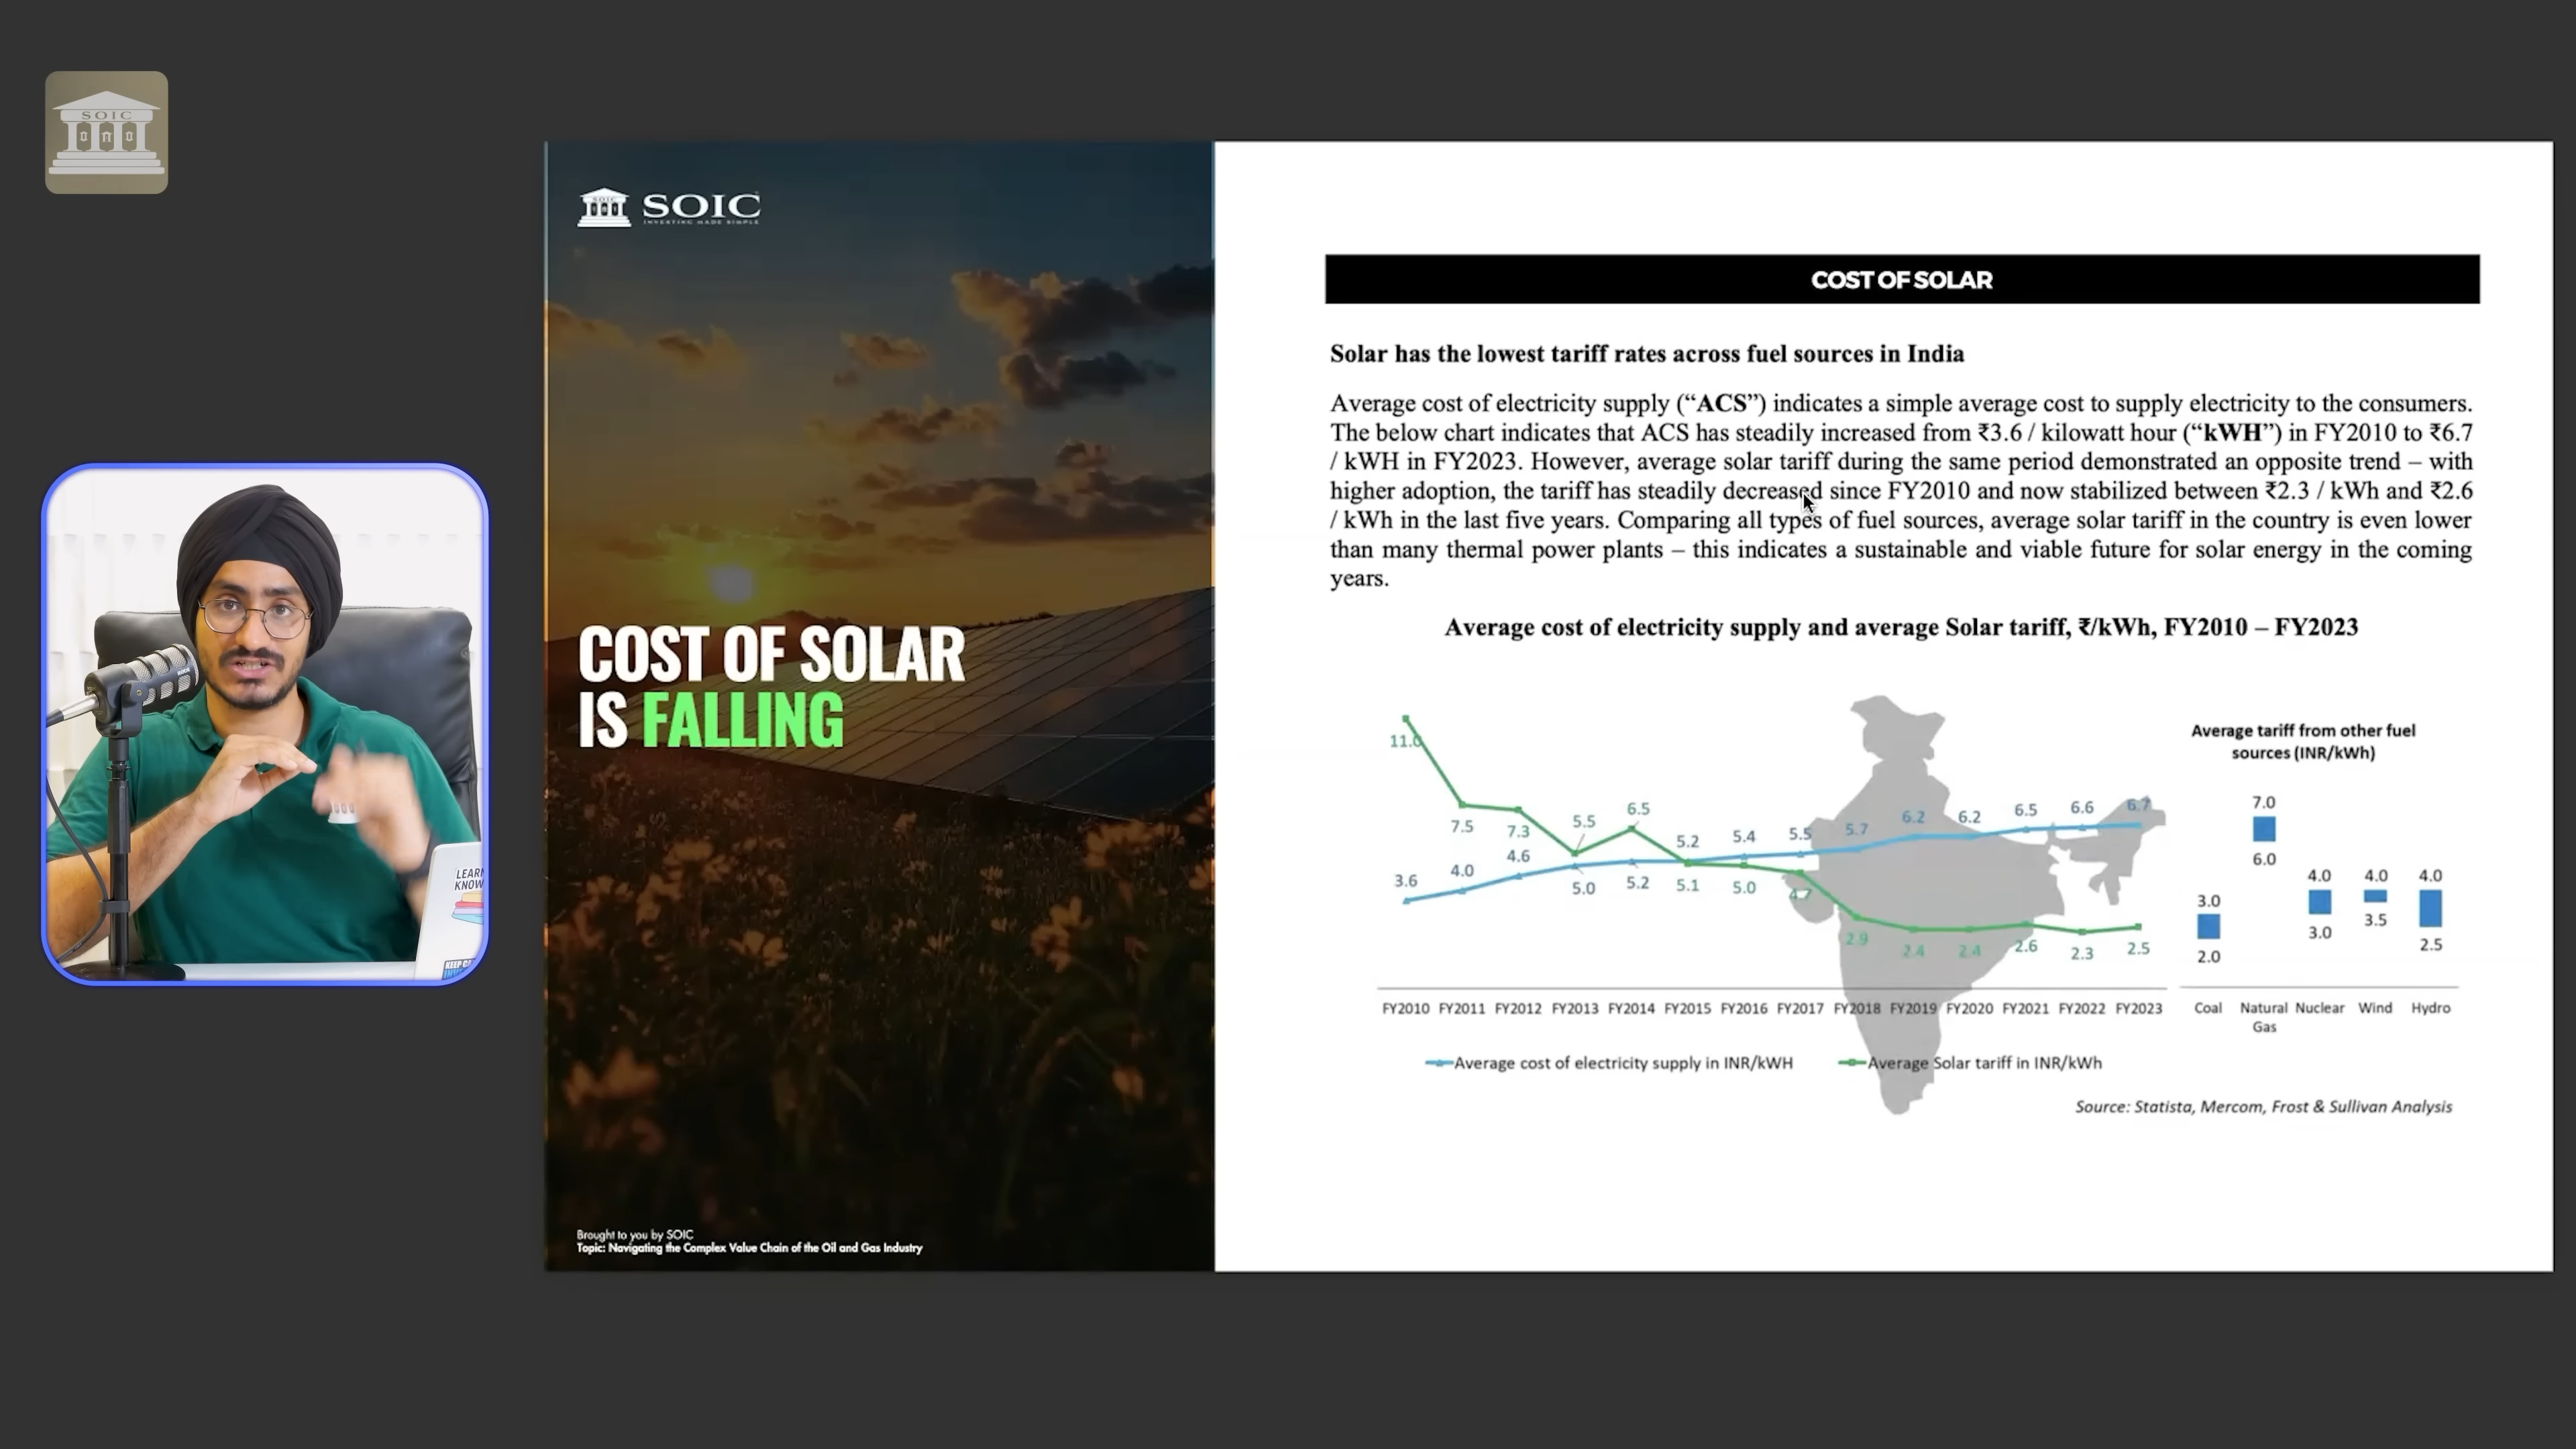 SOIC
SOIC
INVESTING MADE SIMPLE
COST OF SOLAR
IS FALLING
Brought to you by SOIC
Topic: Navigating the Complex Value Chain of the Oil and Gas Industry
LEARN
KNOW
KEEP CA
COST OF SOLAR
Solar has the lowest tariff rates across fuel sources in India
Average cost of electricity supply (“ACS”) indicates a simple average cost to supply electricity to the consumers.
The below chart indicates that ACS has steadily increased from ₹3.6 / kilowatt hour (“kWH”) in FY2010 to ₹6.7
/ kWH in FY2023. However, average solar tariff during the same period demonstrated an opposite trend – with
higher adoption, the tariff has steadily decreased since FY2010 and now stabilized between ₹2.3 / kWh and ₹2.6
/ kWh in the last five years. Comparing all types of fuel sources, average solar tariff in the country is even lower
than many thermal power plants – this indicates a sustainable and viable future for solar energy in the coming
years.
Average cost of electricity supply and average Solar tariff, ₹/kWh, FY2010 – FY2023
11.0 7.5 7.3 5.5 6.5 5.1 5.0 4.7 2.9 2.4 2.4 2.6 2.3 2.5
3.6 4.0 4.6 5.0 5.2 5.2 5.4 5.5 5.7 6.2 6.2 6.5 6.6 6.7
FY2010 FY2011 FY2012 FY2013 FY2014 FY2015 FY2016 FY2017 FY2018 FY2019 FY2020 FY2021 FY2022 FY2023
Average cost of electricity supply in INR/kWH
Average Solar tariff in INR/kWh
Average tariff from other fuel
sources (INR/kWh)
3.0 7.0 4.0 4.0 4.0
2.0 6.0 3.0 3.5 2.5
Coal Natural Nuclear Wind Hydro
Gas
Source: Statista, Mercom, Frost & Sullivan Analysis